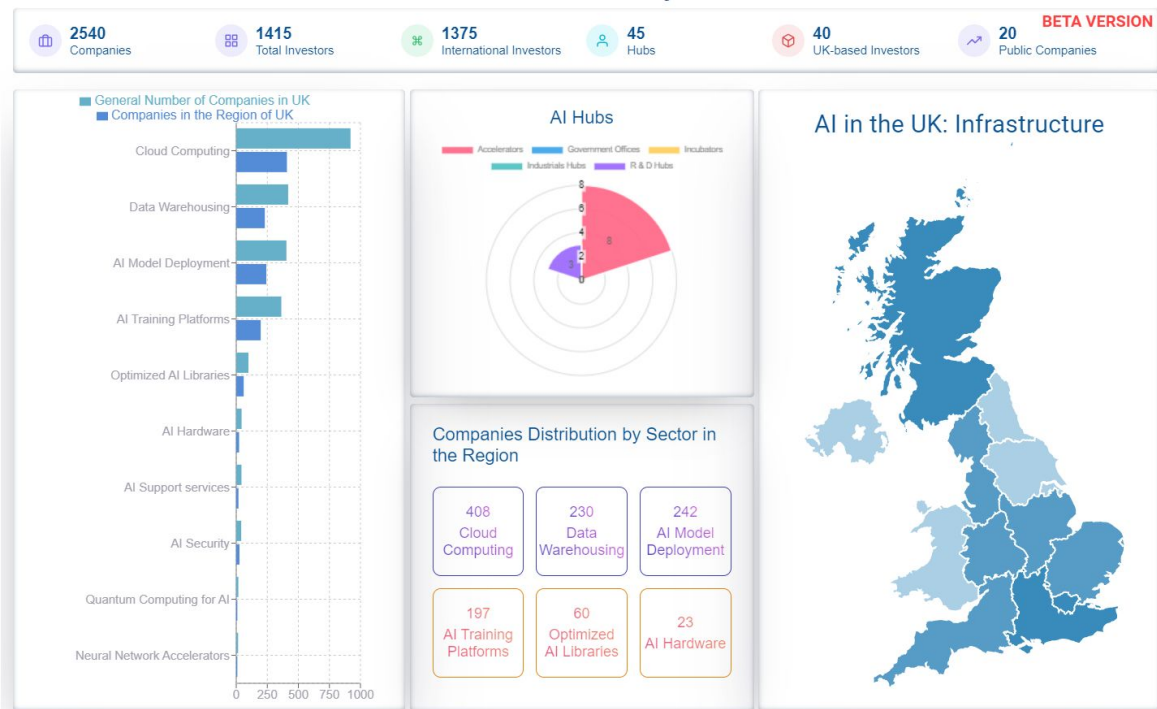 BETA VERSION
2540
Companies
1415
Total Investors
1375
International Investors
45
Hubs
40
UK-based Investors
20
Public Companies
General Number of Companies in UK
Companies in the Region of UK
Cloud Computing
Data Warehousing
AI Model Deployment
AI Training Platforms
Optimized AI Libraries
AI Hardware
AI Support services
AI Security
Quantum Computing for AI
Neural Network Accelerators
0 250 500 750 1000
AI Hubs
Accelerators Government Offices Incubators
Industrials Hubs R & D Hubs
8
6
4
2
0
8
3
Companies Distribution by Sector in
the Region
408
Cloud
Computing
230
Data
Warehousing
242
AI Model
Deployment
197
AI Training
Platforms
60
Optimized
AI Libraries
23
AI Hardware
AI in the UK: Infrastructure